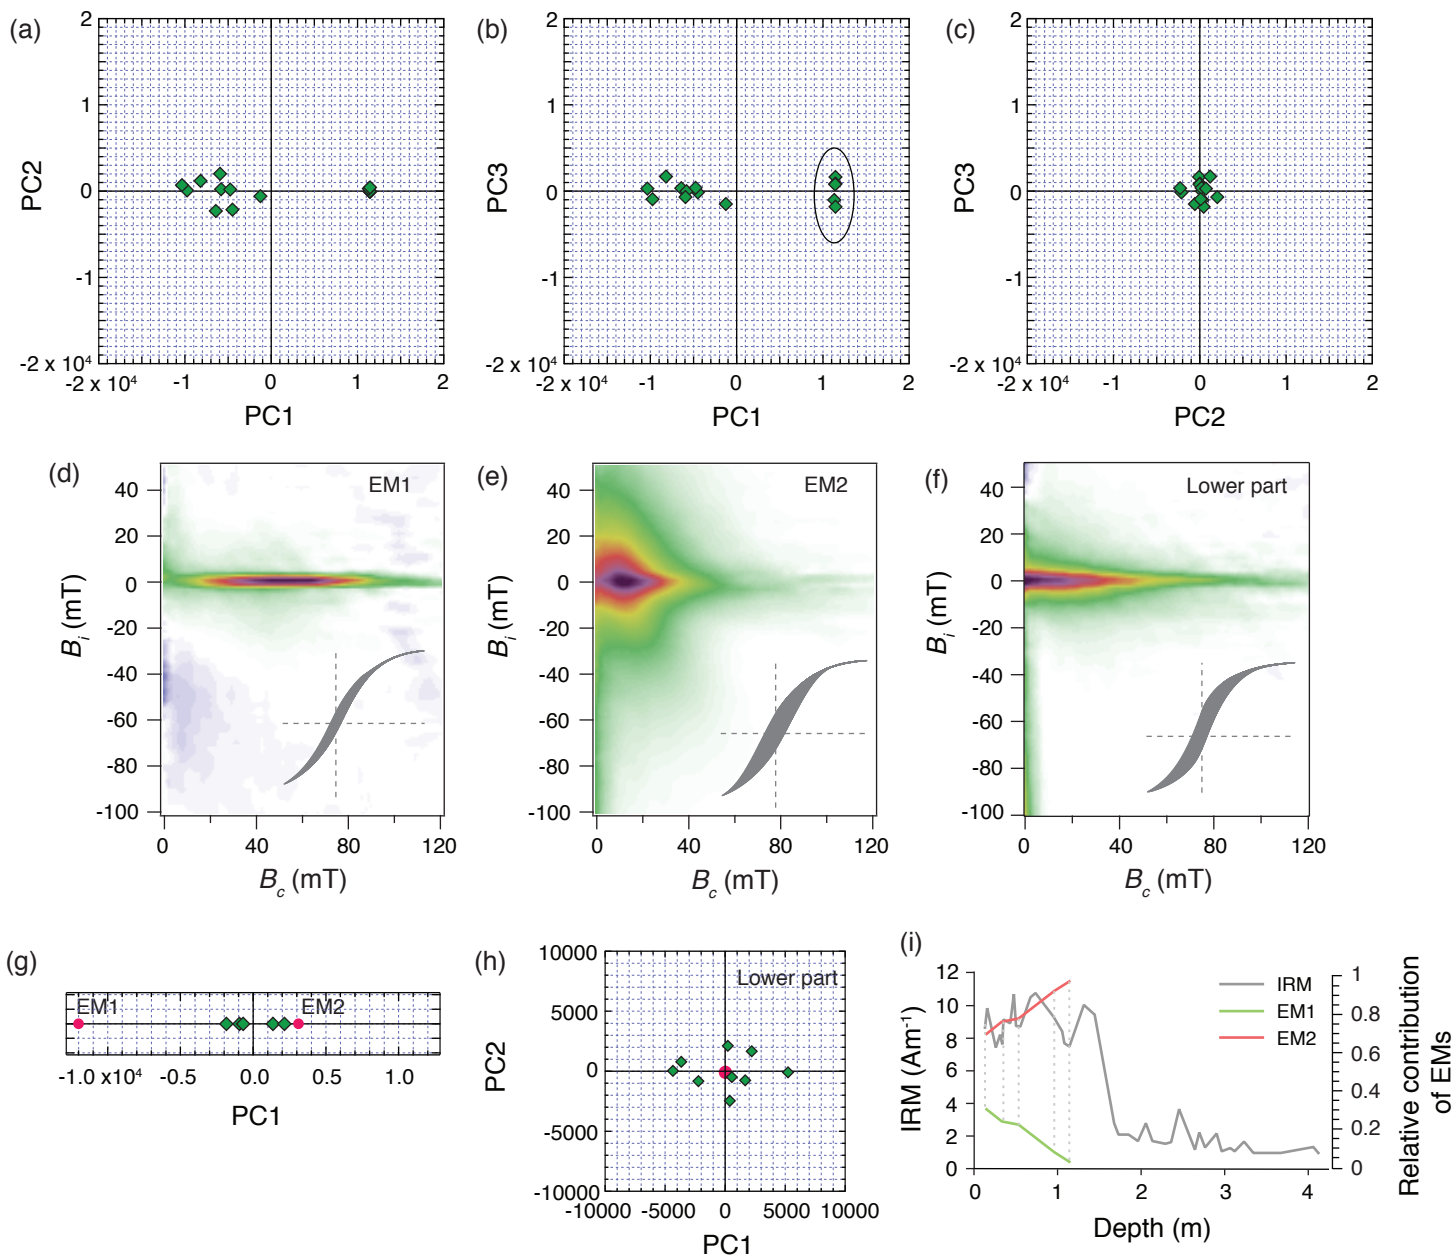 (a)
2
1
0
-1
-2 x 10⁴
PC2
-2 x 10⁴ -1 0 1 2
PC1
(b)
2
1
0
-1
-2 x 10⁴
PC3
-2 x 10⁴ -1 0 1 2
PC1
(c)
2
1
0
-1
-2 x 10⁴
PC3
-2 x 10⁴ -1 0 1 2
PC2
(d)
EM1
40
20
0
-20
-40
-60
-80
-100
Bi (mT)
0 40 80 120
Bc (mT)
(e)
EM2
40
20
0
-20
-40
-60
-80
-100
Bi (mT)
0 40 80 120
Bc (mT)
(f)
Lower part
40
20
0
-20
-40
-60
-80
-100
Bi (mT)
0 40 80 120
Bc (mT)
(g)
EM1 EM2
-1.0 x10⁴ -0.5 0.0 0.5 1.0
PC1
(h)
Lower part
10000
5000
0
-5000
-10000
PC2
-10000 -5000 0 5000 10000
PC1
(i)
12
10
8
6
4
2
0
IRM (Am⁻¹)
IRM
EM1
EM2
1
0.8
0.6
0.4
0.2
0
Relative contribution
of EMs
0 1 2 3 4
Depth (m)